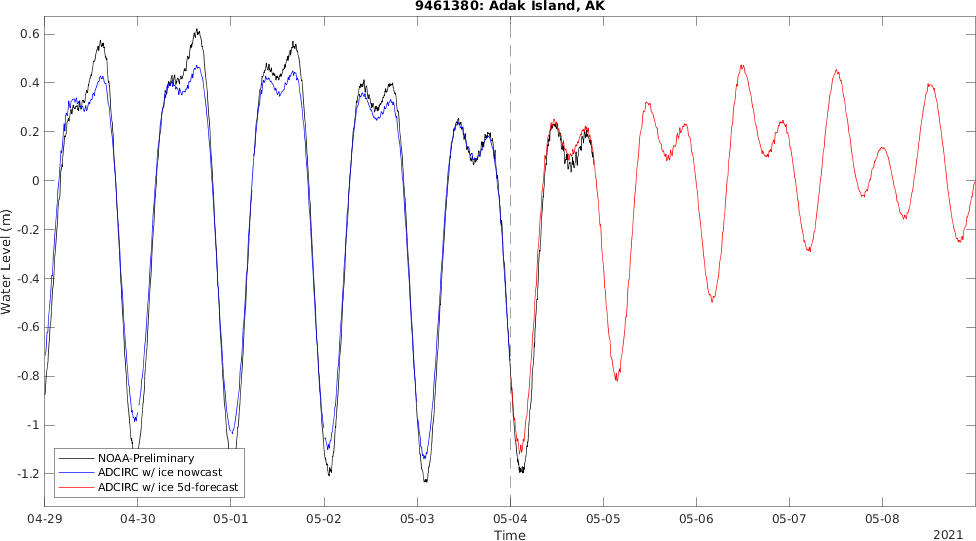 9461380: Adak Island, AK
Water Level (m)
0.6
0.4
0.2
0
-0.2
-0.4
-0.6
-0.8
-1
-1.2
NOAA-Preliminary
ADCIRC w/ ice nowcast
ADCIRC w/ ice 5d-forecast
04-29 04-30 05-01 05-02 05-03 05-04 05-05 05-06 05-07 05-08
Time
2021